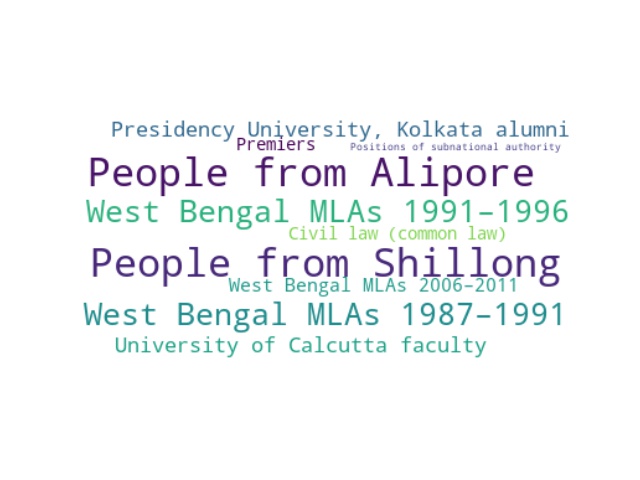 Presidency University, Kolkata alumni
Premiers
Positions of subnational authority
People from Alipore
West Bengal MLAs 1991–1996
Civil law (common law)
People from Shillong
West Bengal MLAs 2006–2011
West Bengal MLAs 1987–1991
University of Calcutta faculty